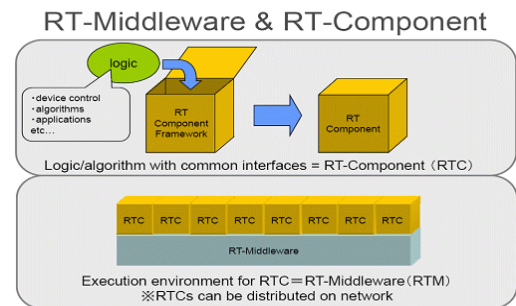 RT-Middleware & RT-Component
logic
・device control
・algorithms
・applications
etc…
RT
Component
Framework
RT
Component
Logic/algorithm with common interfaces = RT-Component (RTC)
RTC RTC RTC RTC RTC RTC RTC RTC
RT-Middleware
Execution environment for RTC=RT-Middleware(RTM)
※RTCs can be distributed on network